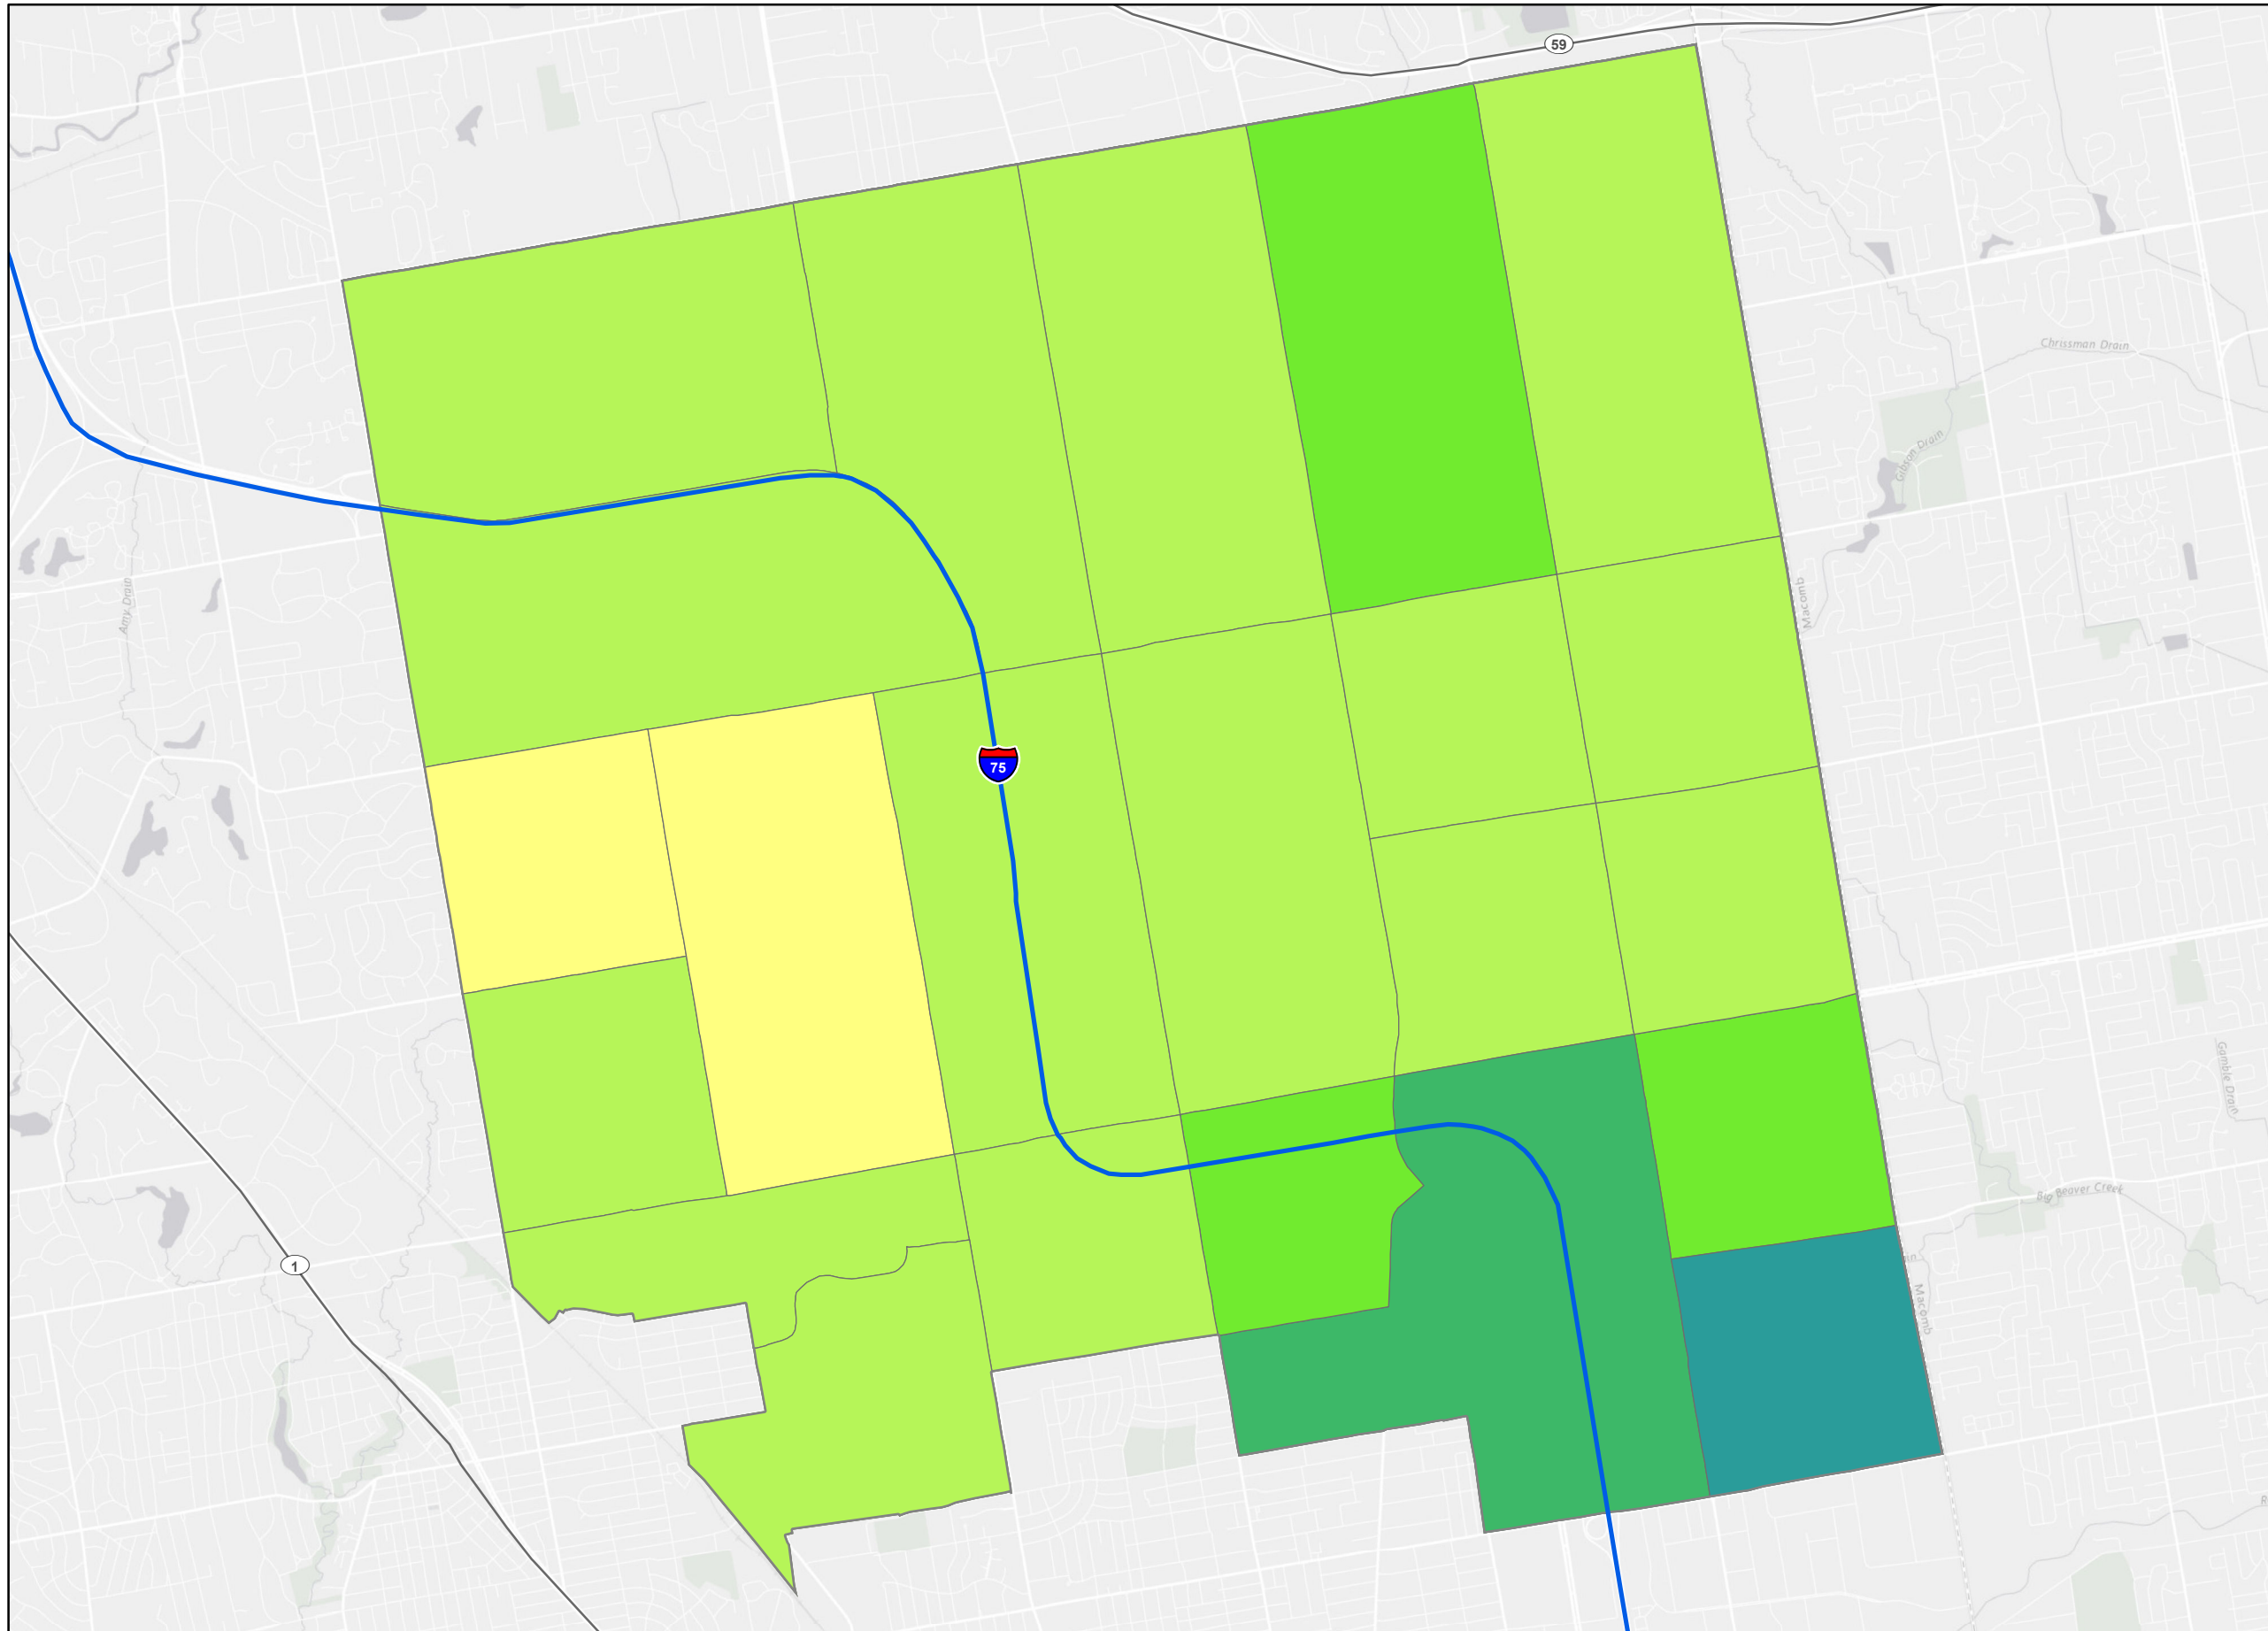 59
Chrissman Drain
Gibson Drain
Amy Drain
Macomb
75
Gamble Drain
Big Beaver Creek
1
Macomb